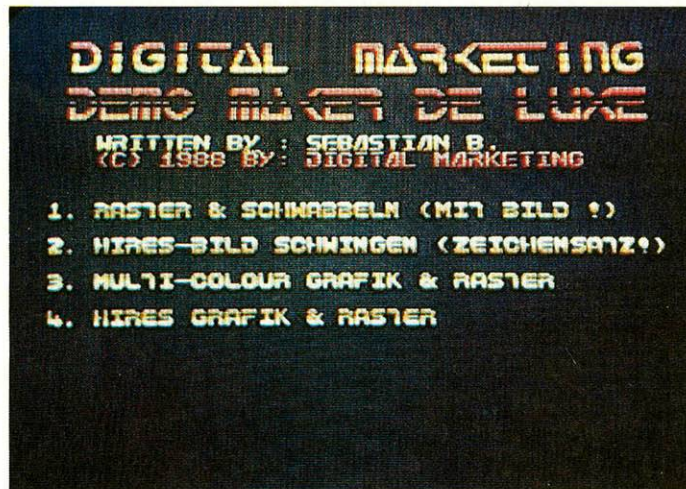 DIGITAL MARKETING
DEMO MAKER DE LUXE
WRITTEN BY : SEBASTIAN B.
(C) 1988 BY: DIGITAL MARKETING
1. RASTER & SCHWABBELN (MIT BILD !)
2. HIRES-BILD SCHWINGEN (ZEICHENSATZ!)
3. MULTI-COLOUR GRAFIK & RASTER
4. HIRES GRAFIK & RASTER